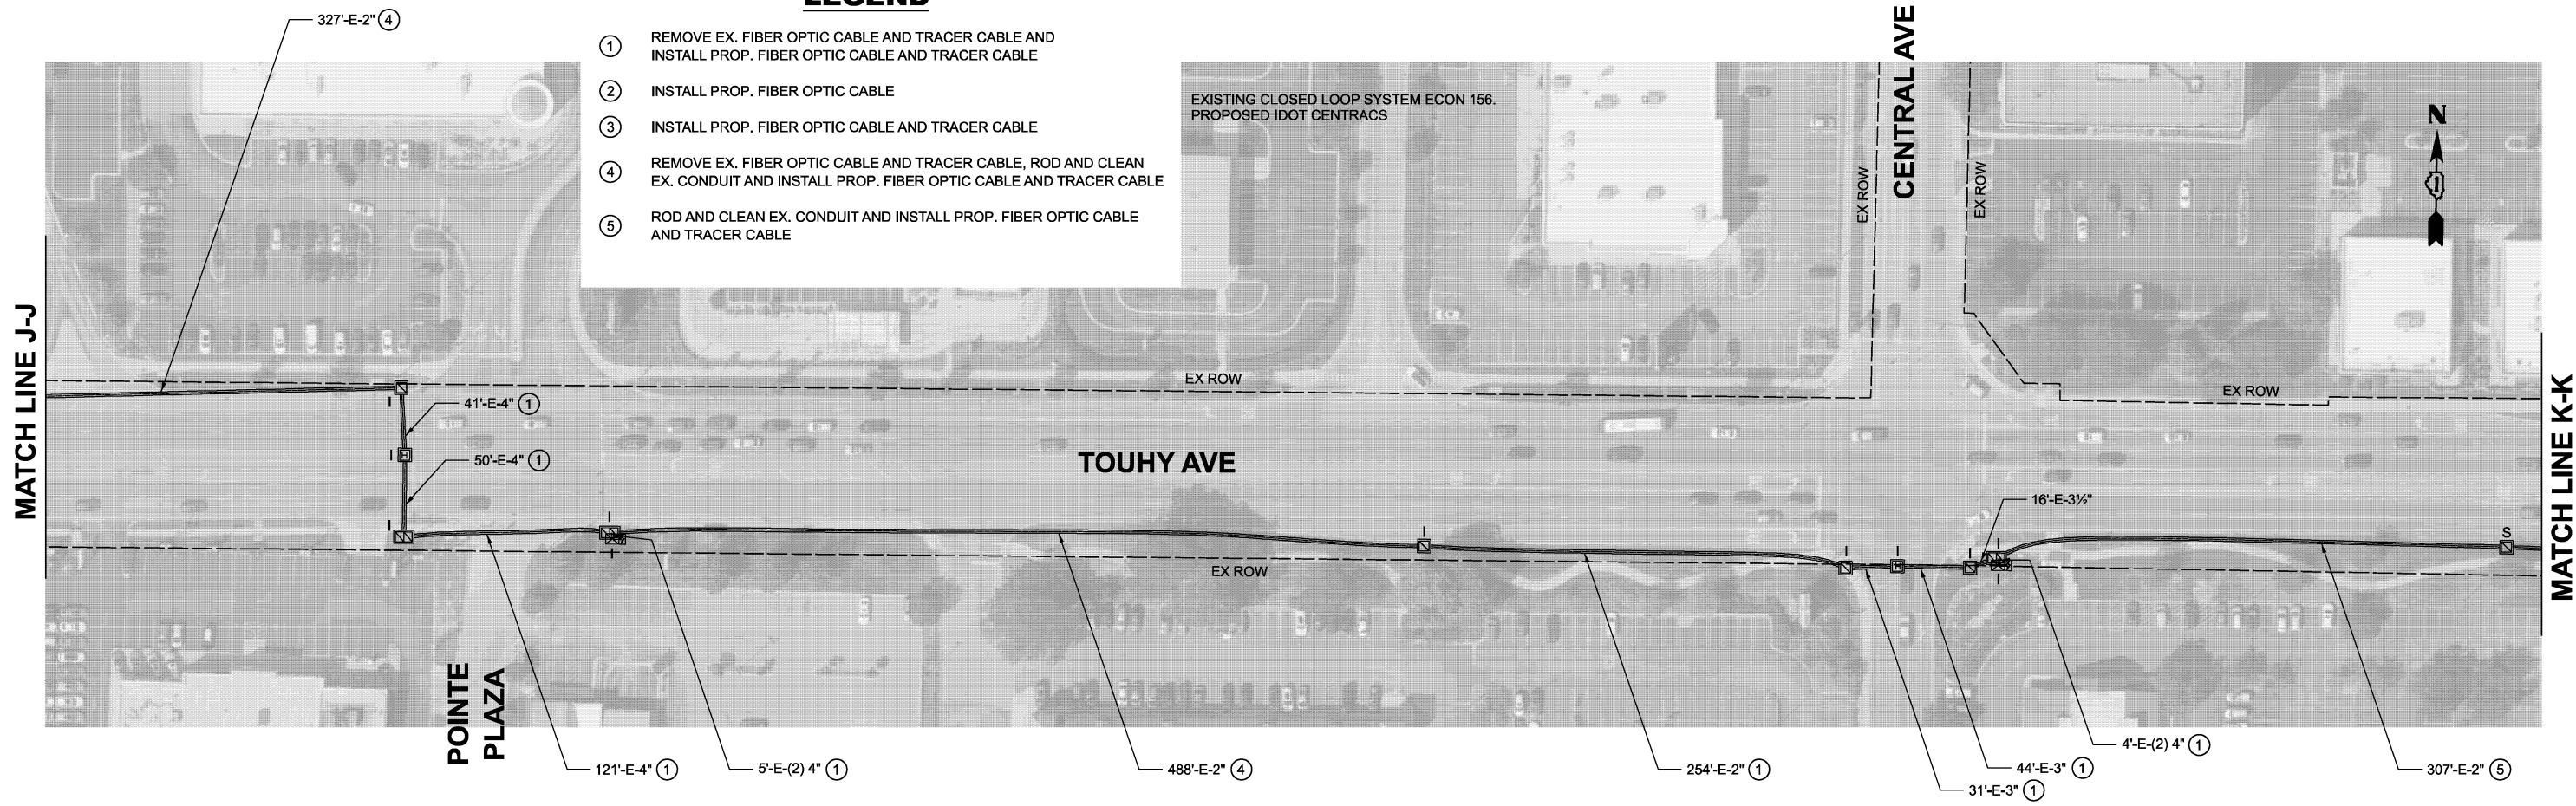 LEGEND
327'-E-2" 4
1 REMOVE EX. FIBER OPTIC CABLE AND TRACER CABLE AND
INSTALL PROP. FIBER OPTIC CABLE AND TRACER CABLE
2 INSTALL PROP. FIBER OPTIC CABLE
3 INSTALL PROP. FIBER OPTIC CABLE AND TRACER CABLE
4 REMOVE EX. FIBER OPTIC CABLE AND TRACER CABLE, ROD AND CLEAN
EX. CONDUIT AND INSTALL PROP. FIBER OPTIC CABLE AND TRACER CABLE
5 ROD AND CLEAN EX. CONDUIT AND INSTALL PROP. FIBER OPTIC CABLE
AND TRACER CABLE
EXISTING CLOSED LOOP SYSTEM ECON 156.
PROPOSED IDOT CENTRACS
CENTRAL AVE
EX ROW
EX ROW
N
MATCH LINE J-J
EX ROW
EX ROW
I
41'-E-4" 1
I H
50'-E-4" 1
TOUHY AVE
MATCH LINE K-K
16'-E-3½"
I
I
I
I
I
H
I
S
I
I
EX ROW
POINTE
PLAZA
121'-E-4" 1
5'-E-(2) 4" 1
488'-E-2" 4
254'-E-2" 1
31'-E-3" 1
44'-E-3" 1
4'-E-(2) 4" 1
307'-E-2" 5